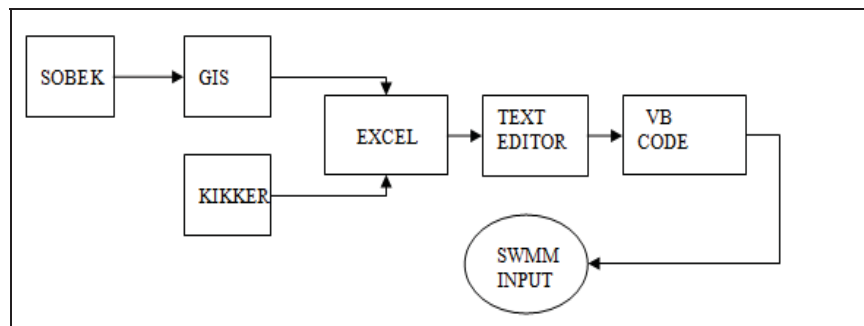 SOBEK
GIS
EXCEL
TEXT
EDITOR
VB
CODE
KIKKER
SWMM
INPUT